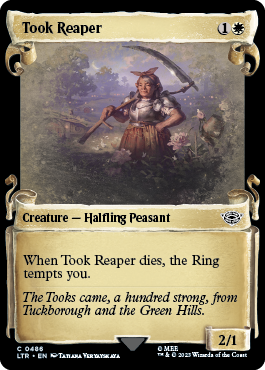 Took Reaper 1
Creature — Halfling Peasant
When Took Reaper dies, the Ring
tempts you.
The Tooks came, a hundred strong, from
Tuckborough and the Green Hills.
2/1
C 0486
LTR • EN Tatiana Veryayskaya
© MEE
™ & © 2023 Wizards of the Coast